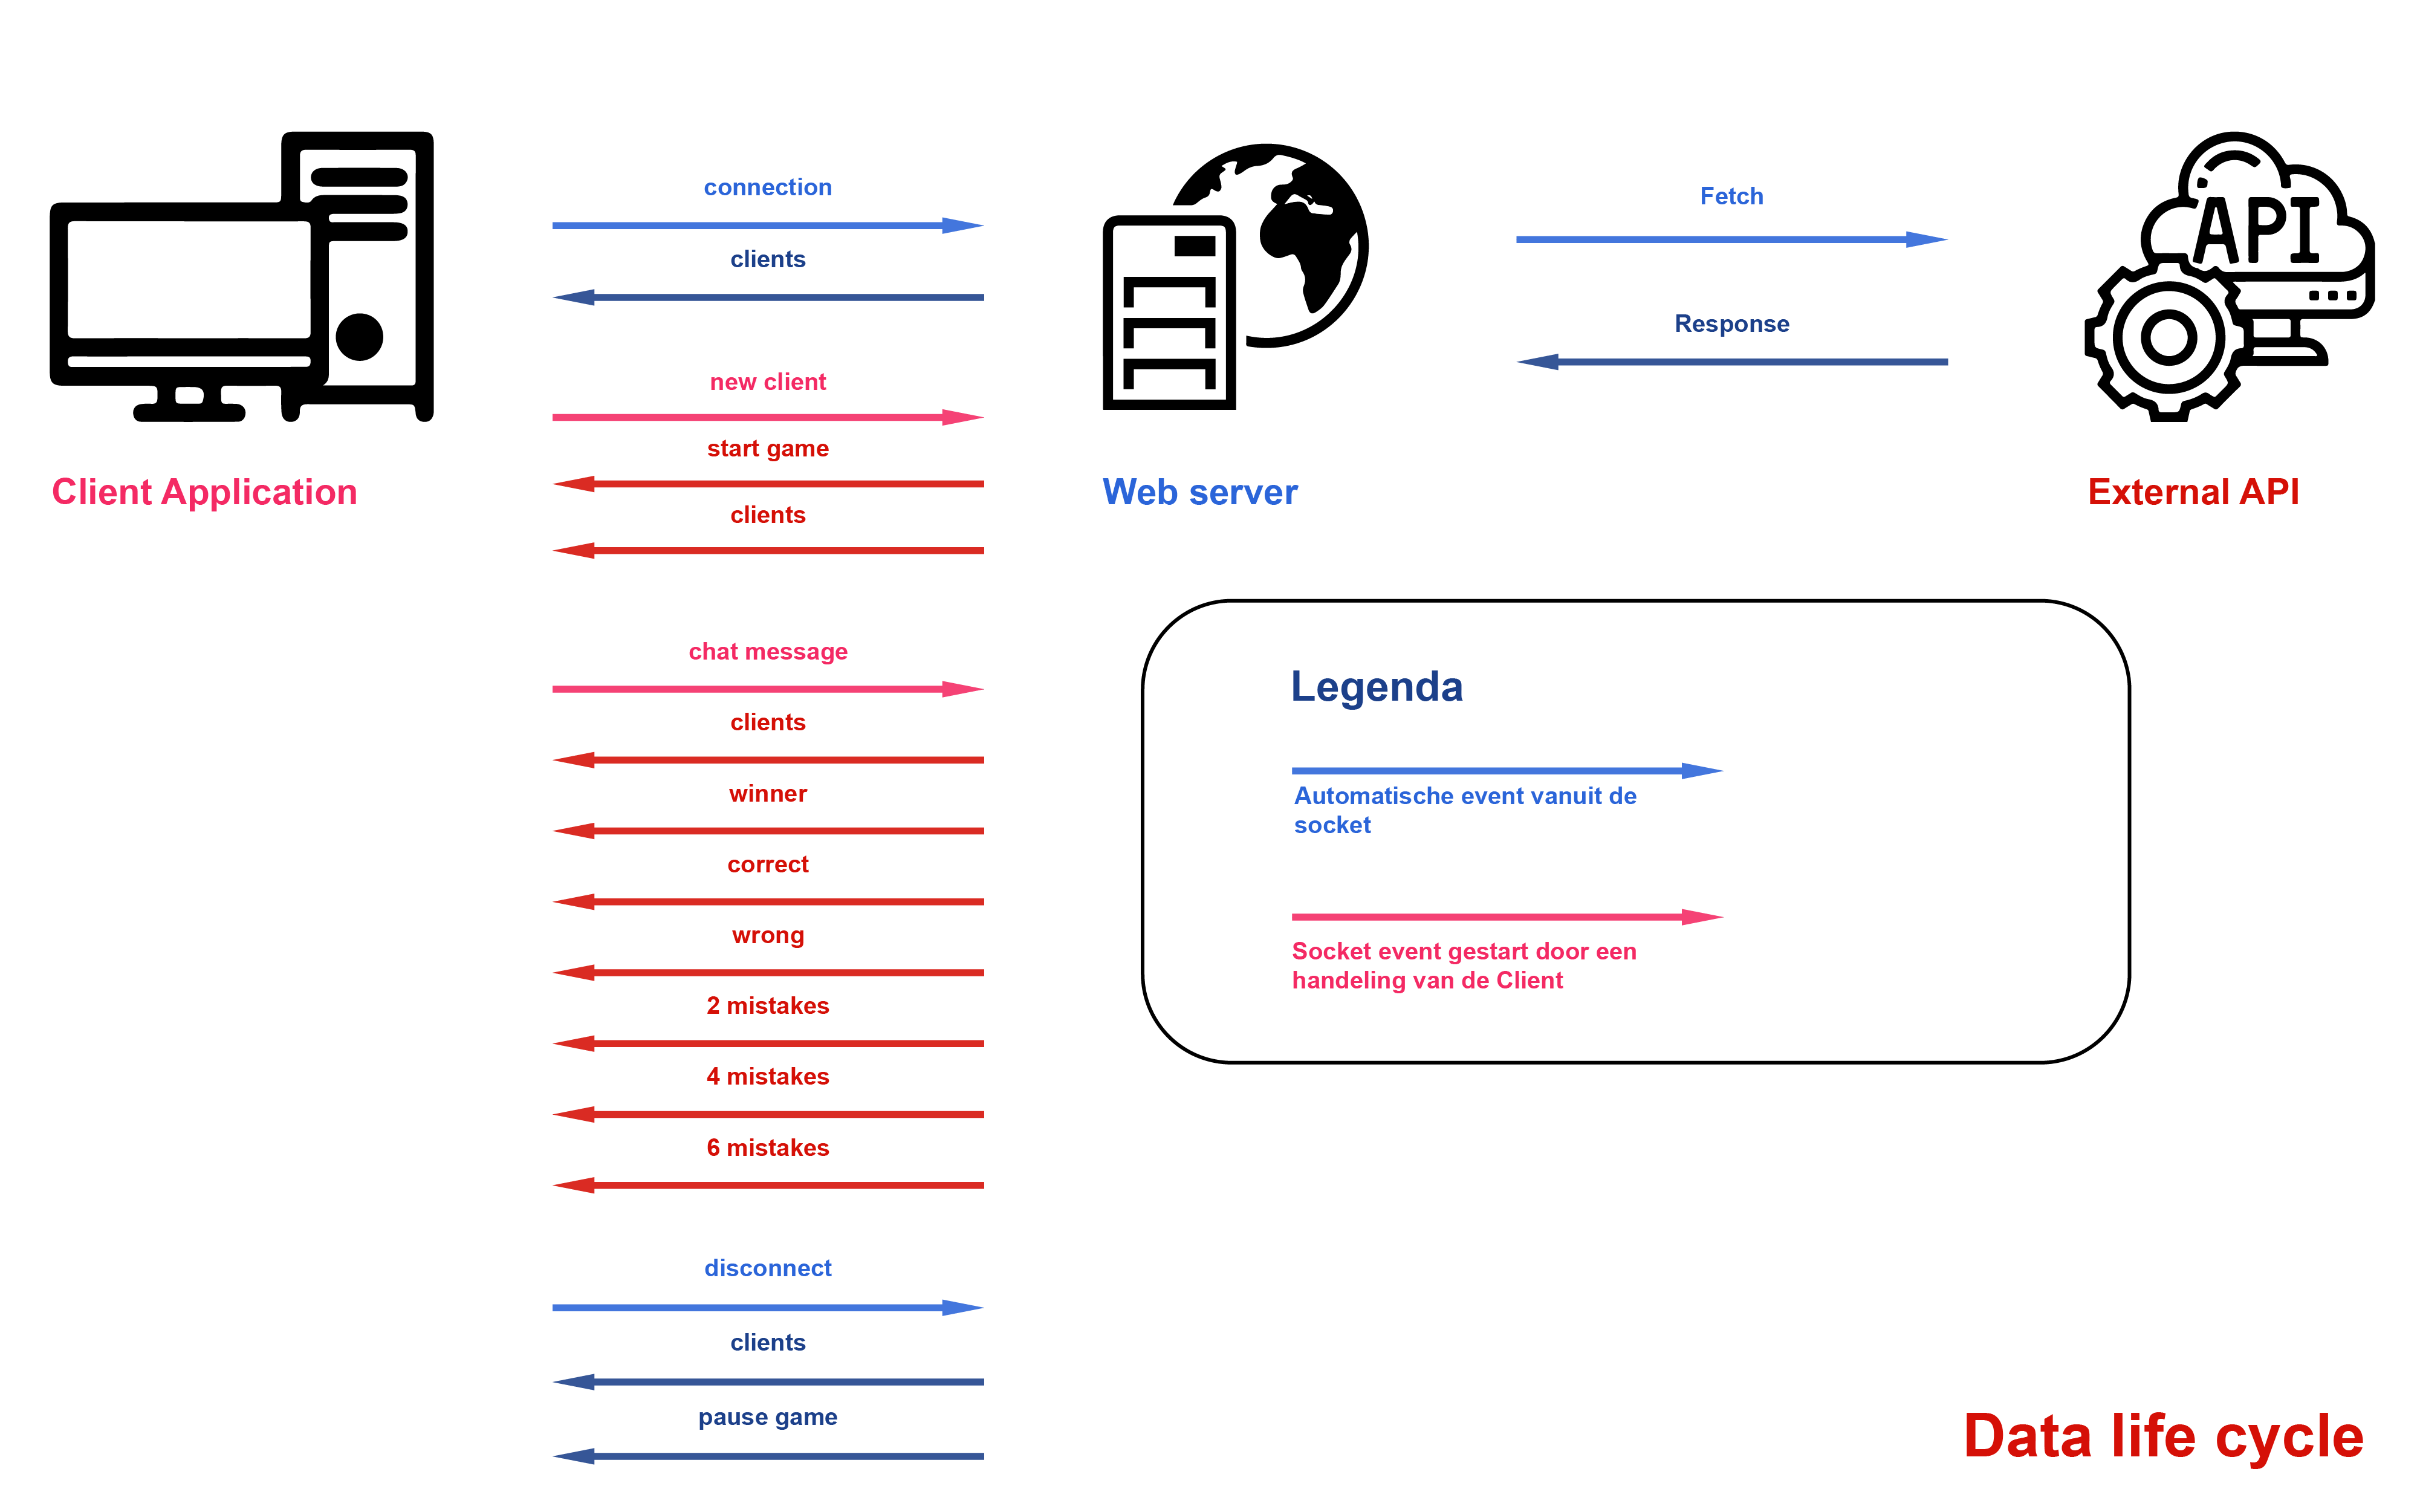 connection
clients
new client
start game
clients
chat message
clients
winner
correct
wrong
2 mistakes
4 mistakes
6 mistakes
disconnect
clients
pause game
Client Application
Web server
Fetch
Response
API
External API
Legenda
Automatische event vanuit de
socket
Socket event gestart door een
handeling van de Client
Data life cycle